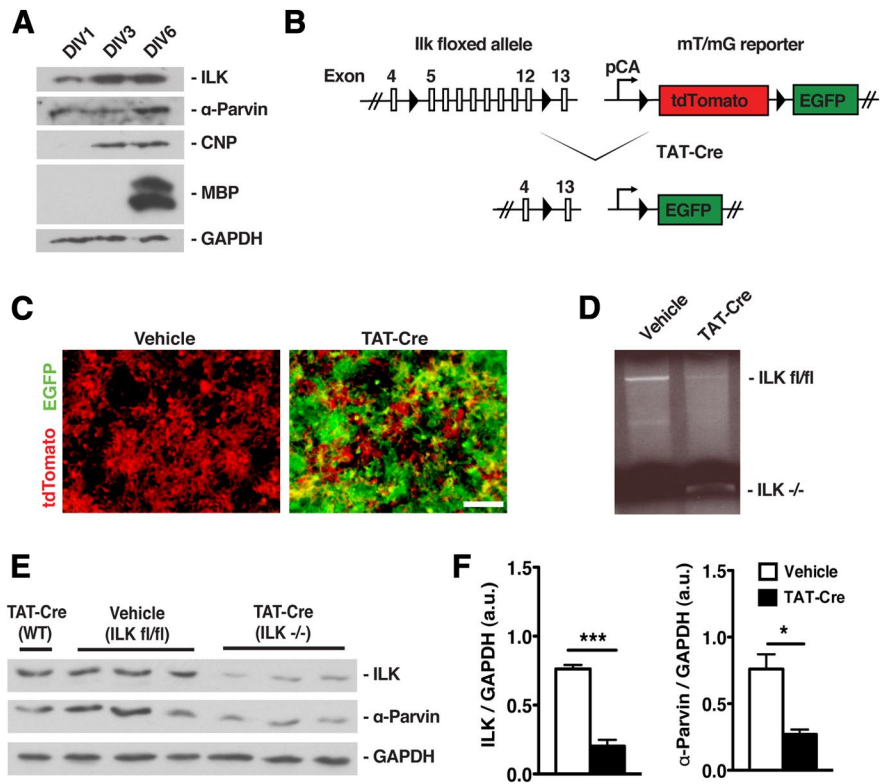 A
DIV1 DIV3 DIV6
- ILK
- α-Parvin
- CNP
- MBP
- GAPDH
B
Ilk floxed allele mT/mG reporter
Exon 4 5 12 13 pCA
tdTomato EGFP
TAT-Cre
4 13
EGFP
C
Vehicle TAT-Cre
tdTomato EGFP
D
Vehicle TAT-Cre
- ILK fl/fl
- ILK -/-
E
TAT-Cre Vehicle TAT-Cre
(WT) (ILK fl/fl) (ILK -/-)
- ILK
- α-Parvin
- GAPDH
F
ILK / GAPDH (a.u.)
1.5
1.0
0.5
0.0
***
α-Parvin / GAPDH (a.u.)
1.5
1.0
0.5
0.0
*
Vehicle
TAT-Cre